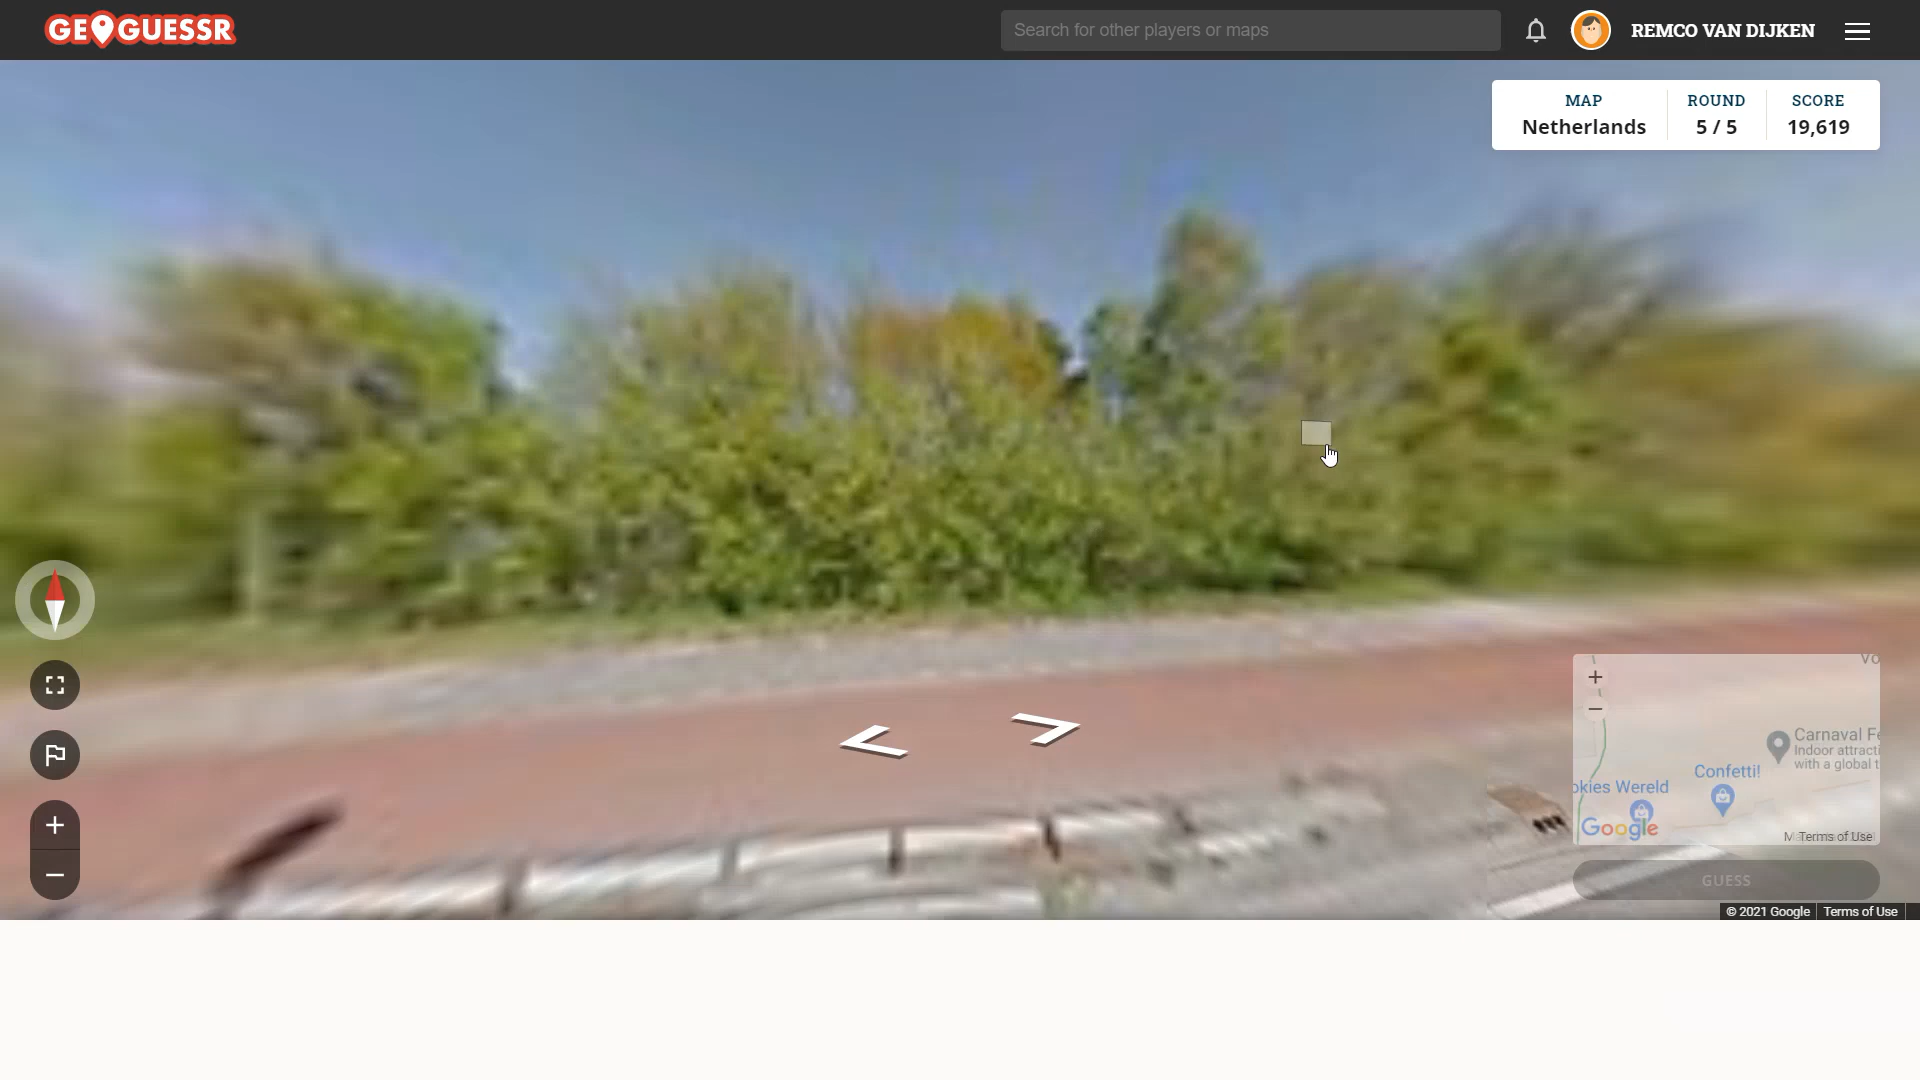 GEOGUESSR
Search for other players or maps
REMCO VAN DIJKEN
MAP
Netherlands
ROUND
5 / 5
SCORE
19,619
+
−
Carnaval Fe
Indoor attracti
with a global t
Confetti!
okies Wereld
Google
Terms of Use
GUESS
© 2021 Google
Terms of Use